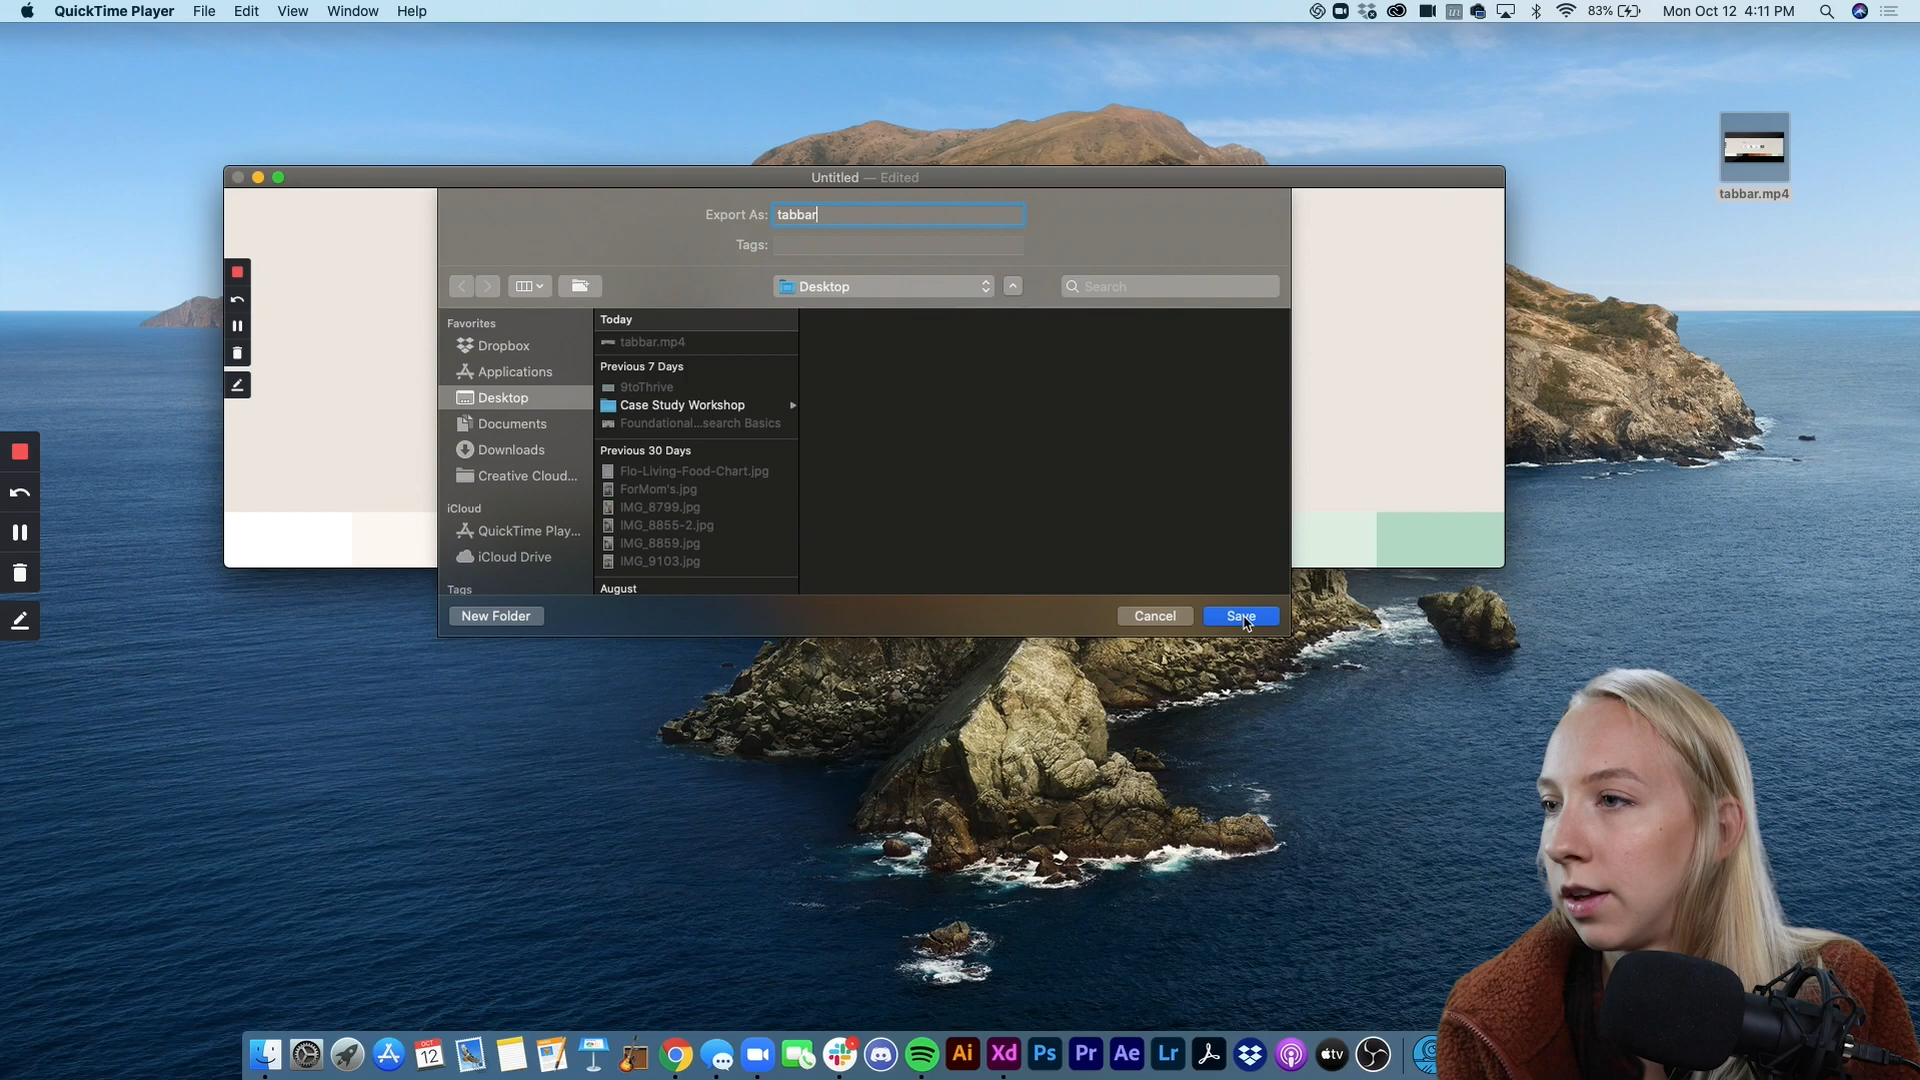 QuickTime Player File Edit View Window Help
83% Mon Oct 12 4:11 PM
tabbar.mp4
Untitled — Edited
Export As: tabbar
Tags:
Desktop
Search
Favorites
Dropbox
Applications
Desktop
Documents
Downloads
Creative Cloud...
iCloud
QuickTime Play...
iCloud Drive
Tags
Today
tabbar.mp4
Previous 7 Days
9toThrive
Case Study Workshop
Foundational...search Basics
Previous 30 Days
Flo-Living-Food-Chart.jpg
ForMom's.jpg
IMG_8799.jpg
IMG_8855-2.jpg
IMG_8859.jpg
IMG_9103.jpg
August
New Folder
Cancel
Save
OCT
12
Ai Xd Ps Pr Ae Lr
tv